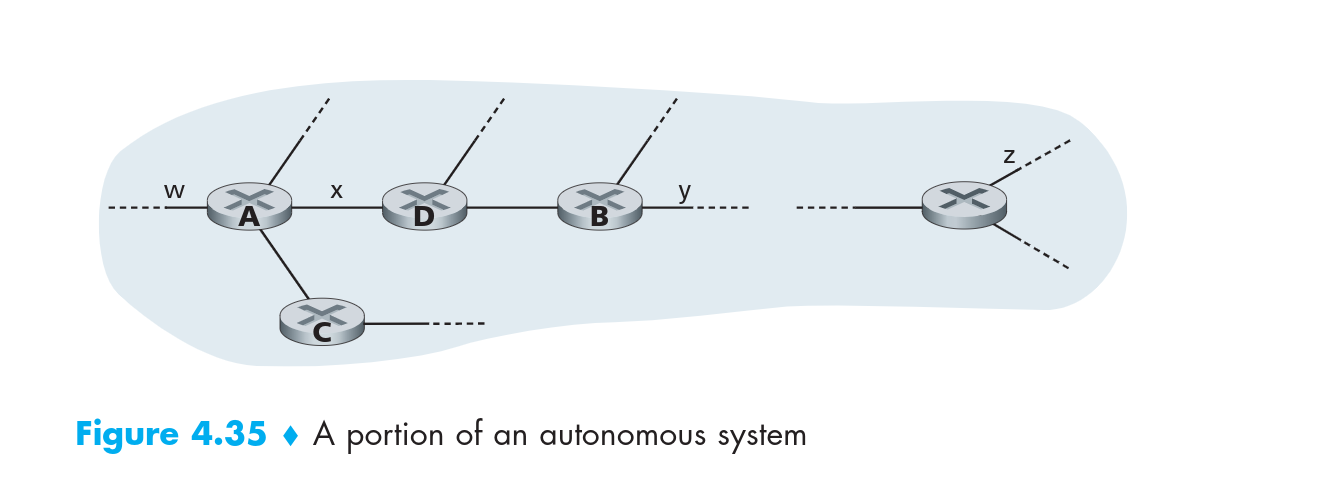 z
w x y
A D B
C
Figure 4.35 ♦ A portion of an autonomous system